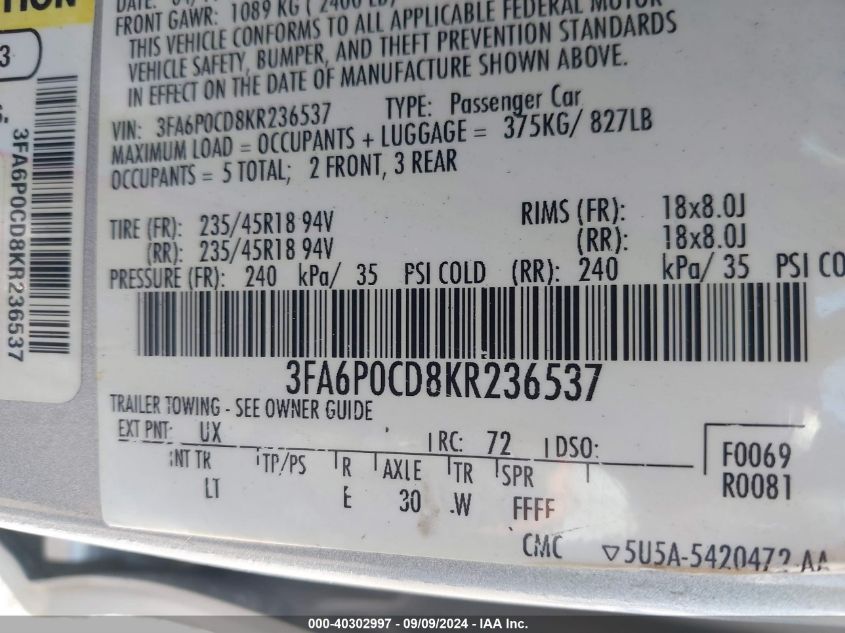 TION
3
3FA6P0CD8KR236537
FRONT GAWR: 1089 KG ( 2400 LB)
THIS VEHICLE CONFORMS TO ALL APPLICABLE FEDERAL MOTOR
VEHICLE SAFETY, BUMPER, AND THEFT PREVENTION STANDARDS
IN EFFECT ON THE DATE OF MANUFACTURE SHOWN ABOVE.
VIN: 3FA6P0CD8KR236537 TYPE: Passenger Car
MAXIMUM LOAD = OCCUPANTS + LUGGAGE = 375KG/ 827LB
OCCUPANTS = 5 TOTAL; 2 FRONT, 3 REAR
TIRE (FR): 235/45R18 94V RIMS (FR): 18x8.0J
(RR): 235/45R18 94V (RR): 18x8.0J
PRESSURE (FR): 240 kPa/ 35 PSI COLD (RR): 240 kPa/ 35 PSI CO
3FA6P0CD8KR236537
TRAILER TOWING - SEE OWNER GUIDE
EXT PNT: UX RC: 72 DSO:
INT TR TP/PS R AXLE TR SPR
LT E 30 W FFFF
F0069
R0081
CMC ▽5U5A-5420472-AA
000-40302997 - 09/09/2024 - IAA Inc.